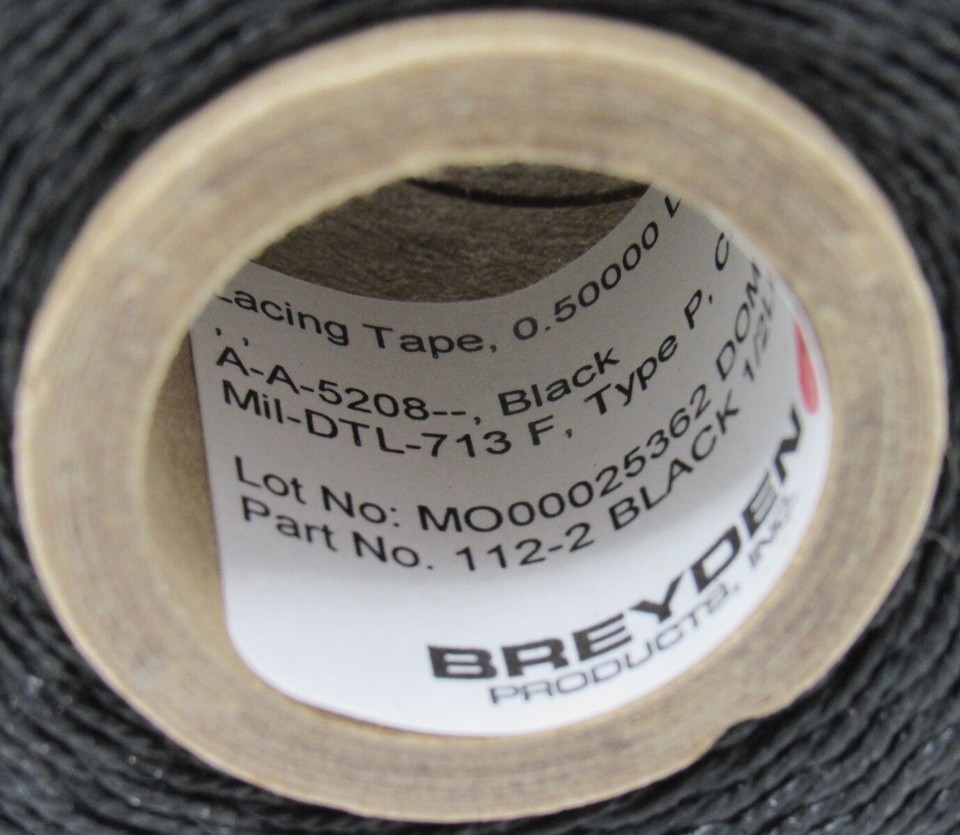 Lacing Tape, 0.50000
, ,
A-A-5208--, Black
Mil-DTL-713 F, Type P,
Lot No: MO00025362
Part No. 112-2 BLACK
BREYDEN
PRODUCTS, INC.